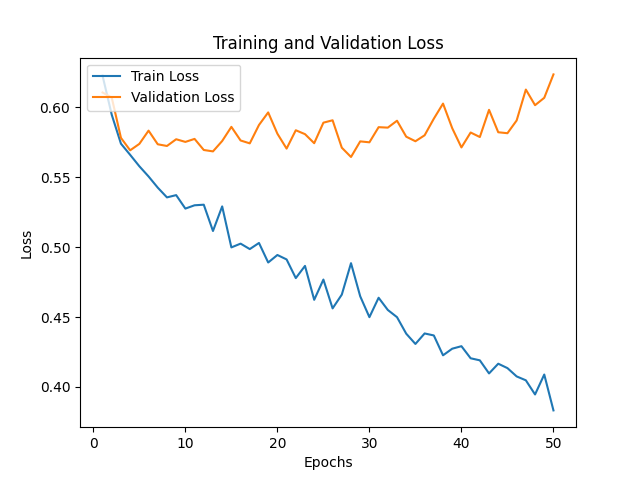 Training and Validation Loss
Train Loss
Validation Loss
0.60
0.55
0.50
0.45
0.40
Loss
0 10 20 30 40 50
Epochs